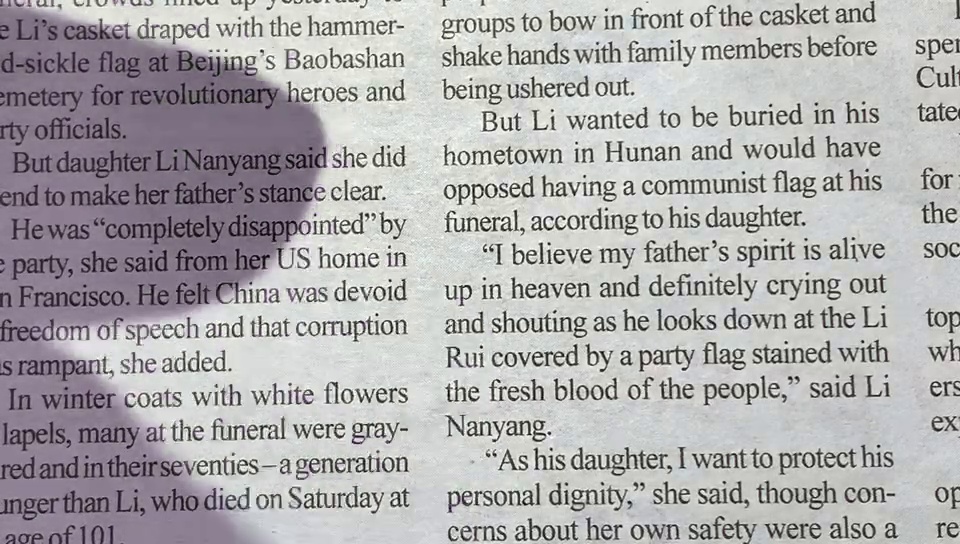 Li's casket draped with the hammer-
d-sickle flag at Beijing's Baobashan
emetery for revolutionary heroes and
rty officials.
But daughter Li Nanyang said she did
end to make her father's stance clear.
He was “completely disappointed” by
e party, she said from her US home in
n Francisco. He felt China was devoid
freedom of speech and that corruption
s rampant, she added.
In winter coats with white flowers
lapels, many at the funeral were gray-
red and in their seventies – a generation
unger than Li, who died on Saturday at
age of 101.
groups to bow in front of the casket and
shake hands with family members before
being ushered out.
But Li wanted to be buried in his
hometown in Hunan and would have
opposed having a communist flag at his
funeral, according to his daughter.
“I believe my father's spirit is alive
up in heaven and definitely crying out
and shouting as he looks down at the Li
Rui covered by a party flag stained with
the fresh blood of the people,” said Li
Nanyang.
“As his daughter, I want to protect his
personal dignity,” she said, though con-
cerns about her own safety were also a
spe
Cul
tate
for
the
soc
top
wh
ers
ex
op
re